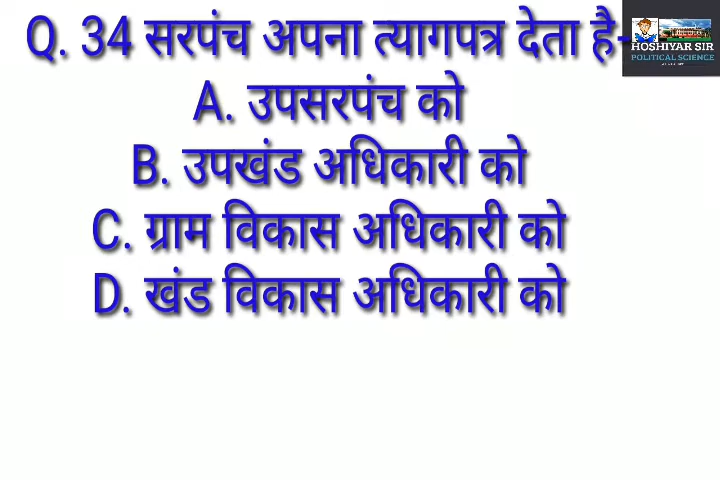 Q. 34 सरपंच अपना त्यागपत्र देता है-
HOSHIYAR SIR
POLITICAL SCIENCE
A. उपसरपंच को
B. उपखंड अधिकारी को
C. ग्राम विकास अधिकारी को
D. खंड विकास अधिकारी को